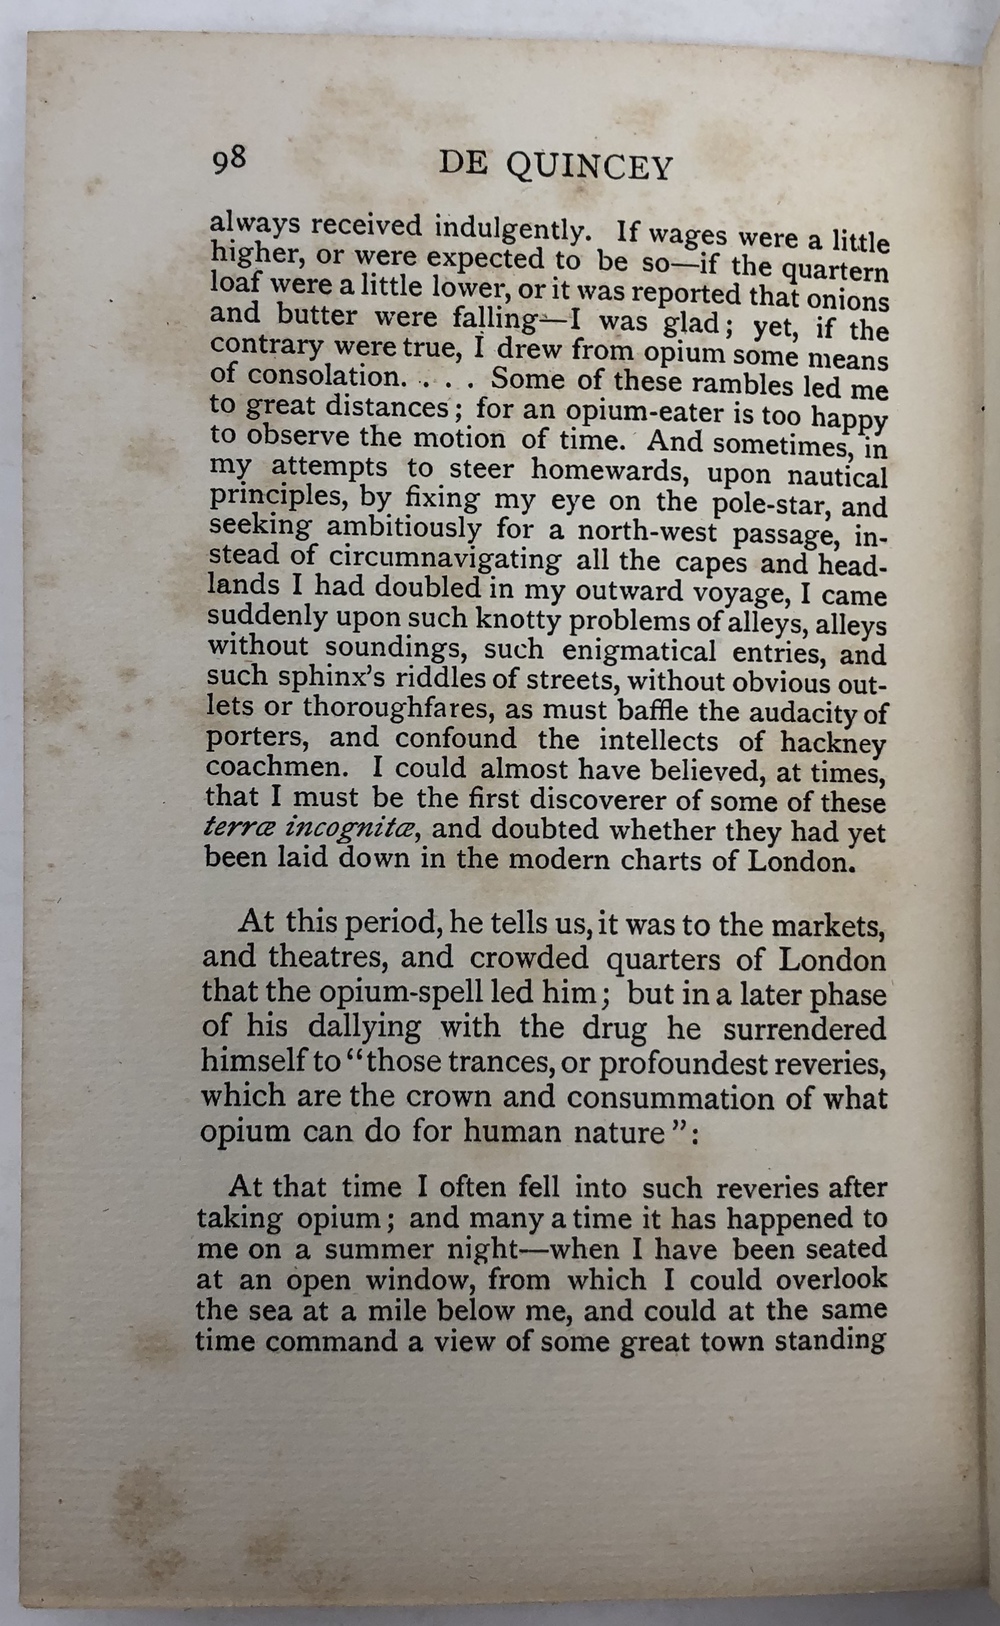 98 DE QUINCEY
always received indulgently. If wages were a little
higher, or were expected to be so—if the quartern
loaf were a little lower, or it was reported that onions
and butter were falling—I was glad; yet, if the
contrary were true, I drew from opium some means
of consolation. . . . Some of these rambles led me
to great distances; for an opium-eater is too happy
to observe the motion of time. And sometimes, in
my attempts to steer homewards, upon nautical
principles, by fixing my eye on the pole-star, and
seeking ambitiously for a north-west passage, in-
stead of circumnavigating all the capes and head-
lands I had doubled in my outward voyage, I came
suddenly upon such knotty problems of alleys, alleys
without soundings, such enigmatical entries, and
such sphinx's riddles of streets, without obvious out-
lets or thoroughfares, as must baffle the audacity of
porters, and confound the intellects of hackney
coachmen. I could almost have believed, at times,
that I must be the first discoverer of some of these
terræ incognitæ, and doubted whether they had yet
been laid down in the modern charts of London.
At this period, he tells us, it was to the markets,
and theatres, and crowded quarters of London
that the opium-spell led him; but in a later phase
of his dallying with the drug he surrendered
himself to “those trances, or profoundest reveries,
which are the crown and consummation of what
opium can do for human nature”:
At that time I often fell into such reveries after
taking opium; and many a time it has happened to
me on a summer night—when I have been seated
at an open window, from which I could overlook
the sea at a mile below me, and could at the same
time command a view of some great town standing